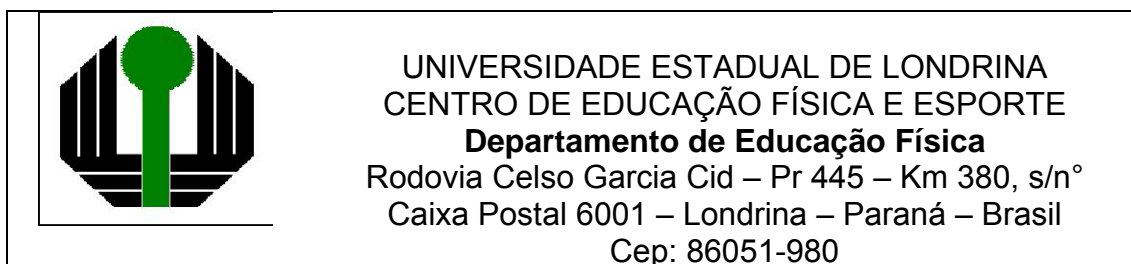 UNIVERSIDADE ESTADUAL DE LONDRINA
CENTRO DE EDUCAÇÃO FÍSICA E ESPORTE
Departamento de Educação Física
Rodovia Celso Garcia Cid – Pr 445 – Km 380, s/n°
Caixa Postal 6001 – Londrina – Paraná – Brasil
Cep: 86051-980